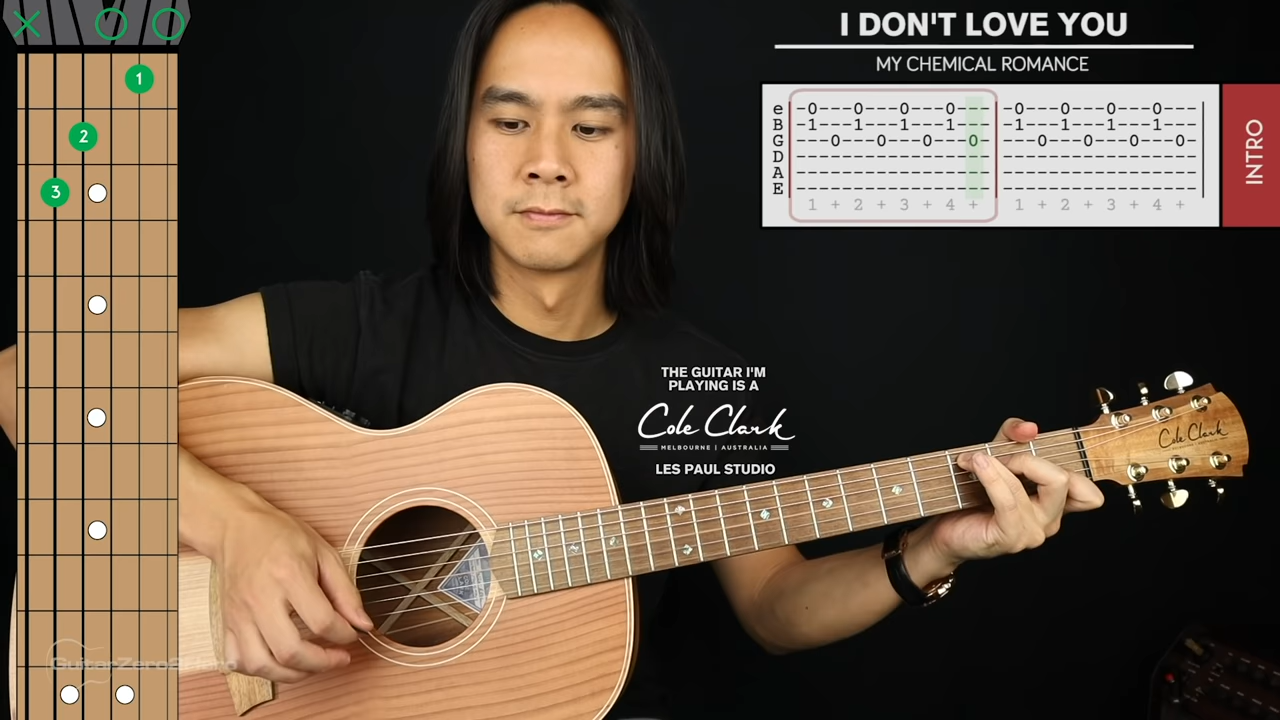 I DON'T LOVE YOU
MY CHEMICAL ROMANCE
X O O
1
2
3
e -0---0---0---0--- -0---0---0---0---
B -1---1---1---1--- -1---1---1---1---
G ---0---0---0---0- ---0---0---0---0-
D -----------------
A -----------------
E -----------------
1 + 2 + 3 + 4 + 1 + 2 + 3 + 4 +
INTRO
THE GUITAR I'M
PLAYING IS A
Cole Clark
MELBOURNE | AUSTRALIA
LES PAUL STUDIO
Cole Clark
GuitarZero2Hero